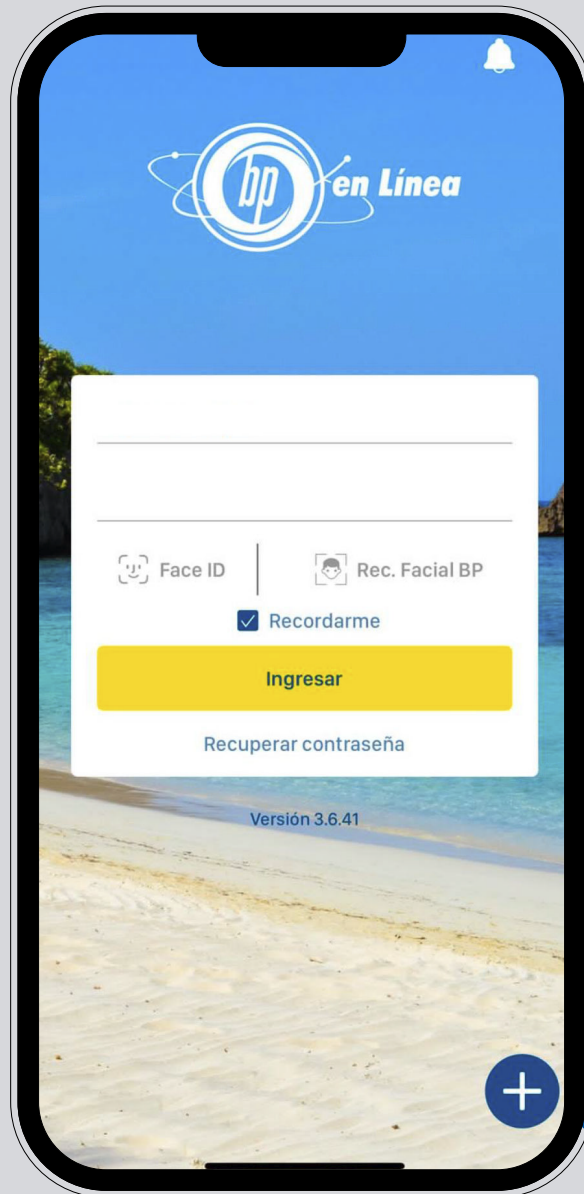 bp en Línea
Face ID
Rec. Facial BP
Recordarme
Ingresar
Recuperar contraseña
Versión 3.6.41